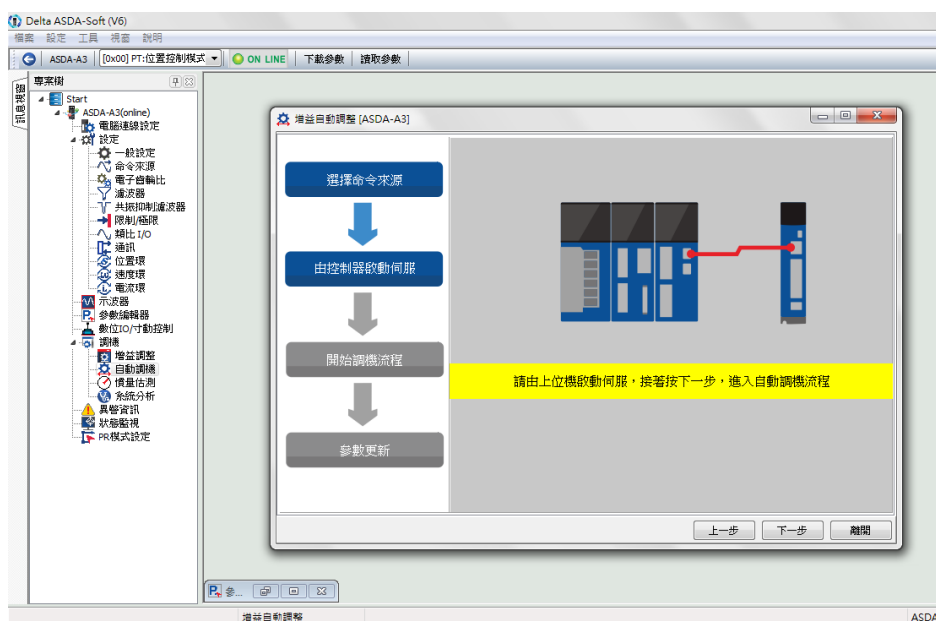 Delta ASDA-Soft (V6)
檔案 設定 工具 視窗 說明
ASDA-A3 [0x00] PT:位置控制模式 ON LINE 下載參數 讀取參數
專案樹
Start
ASDA-A3(online)
電腦連線設定
設定
一般設定
命令來源
電子齒輪比
濾波器
共振抑制濾波器
限制/極限
類比 I/O
通訊
位置環
速度環
電流環
示波器
參數編輯器
數位IO/寸動控制
調機
增益調整
自動調機
慣量估測
系統分析
異警資訊
狀態監視
PR模式設定
增益自動調整 [ASDA-A3]
選擇命令來源
由控制器啟動伺服
開始調機流程
參數更新
請由上位機啟動伺服，接著按下一步，進入自動調機流程
上一步 下一步 離開
參...
增益自動調整
ASDA